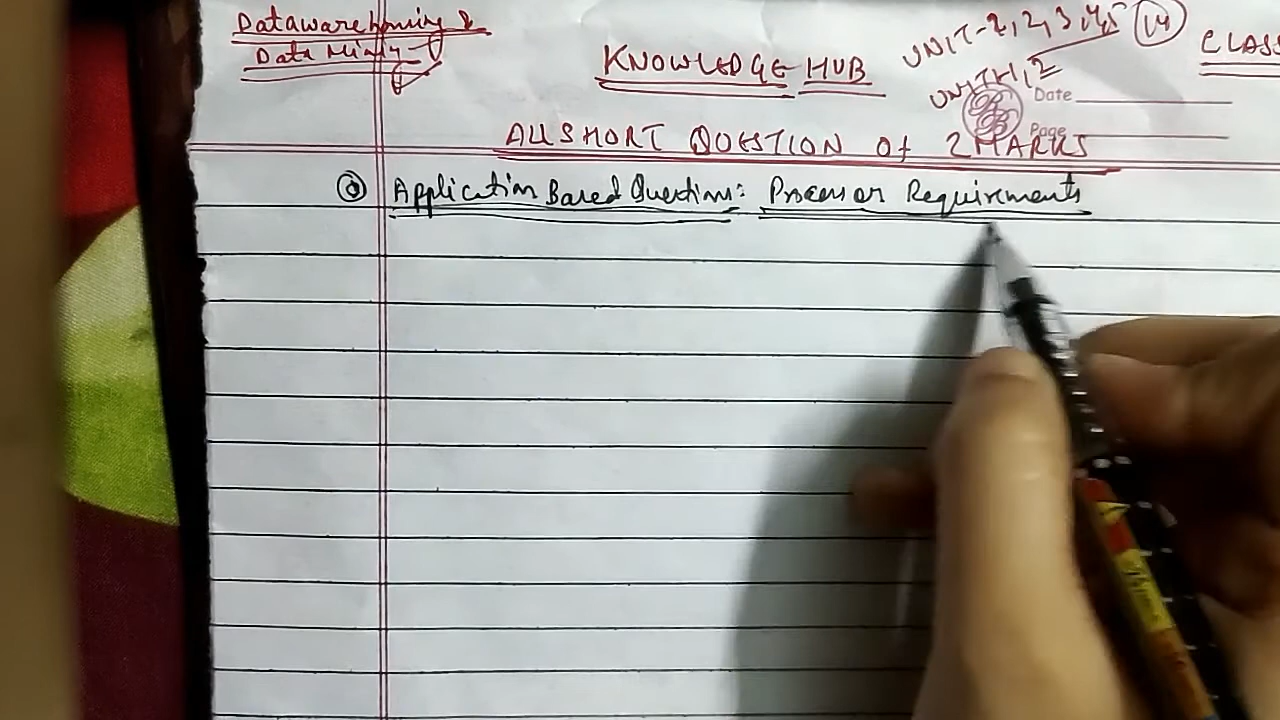 Datawarehousing &
Data Mining
KNOWLEDGE HUB
UNIT-1,2,3,4,5
UNIT-1,2
CLASS
Date
Page
ALL SHORT QUESTION Of 2 MARKS
Application Based Question: Processor Requirements